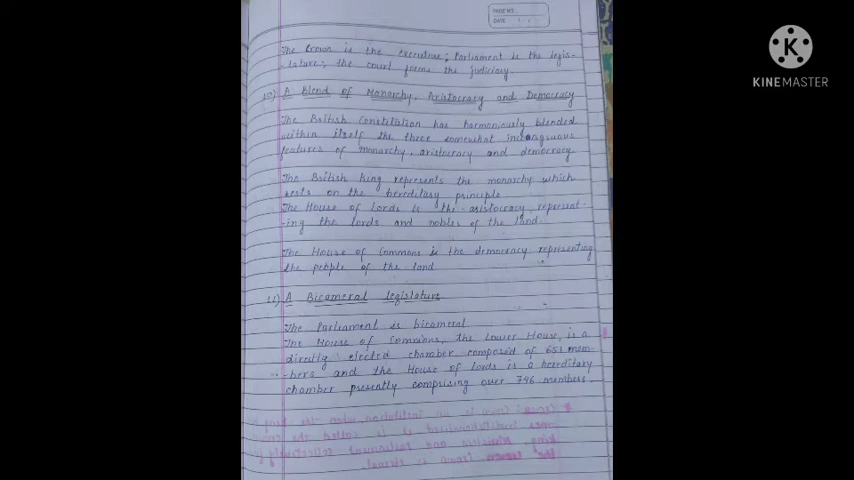 PAGE NO.
DATE
The Crown is the executive; Parliament is the legis-
-lature; the court forms the judiciary.
10) A Blend of Monarchy, Aristocracy and Democracy
The British Constitution has harmoniously blended
within itself the three somewhat incongruous
features of monarchy, aristocracy and democracy.
The British King represents the monarchy which
rests on the hereditary principle.
The House of Lords is the aristocracy, represent-
-ing the lords and nobles of the land.
The House of Commons is the democracy representing
the people of the land
11) A Bicameral legislature
The Parliament is bicameral.
The House of Commons, the Lower House, is a
directly elected chamber composed of 651 mem-
-bers and the House of Lords is a hereditary
chamber presently comprising over 746 members.
K
KINEMASTER